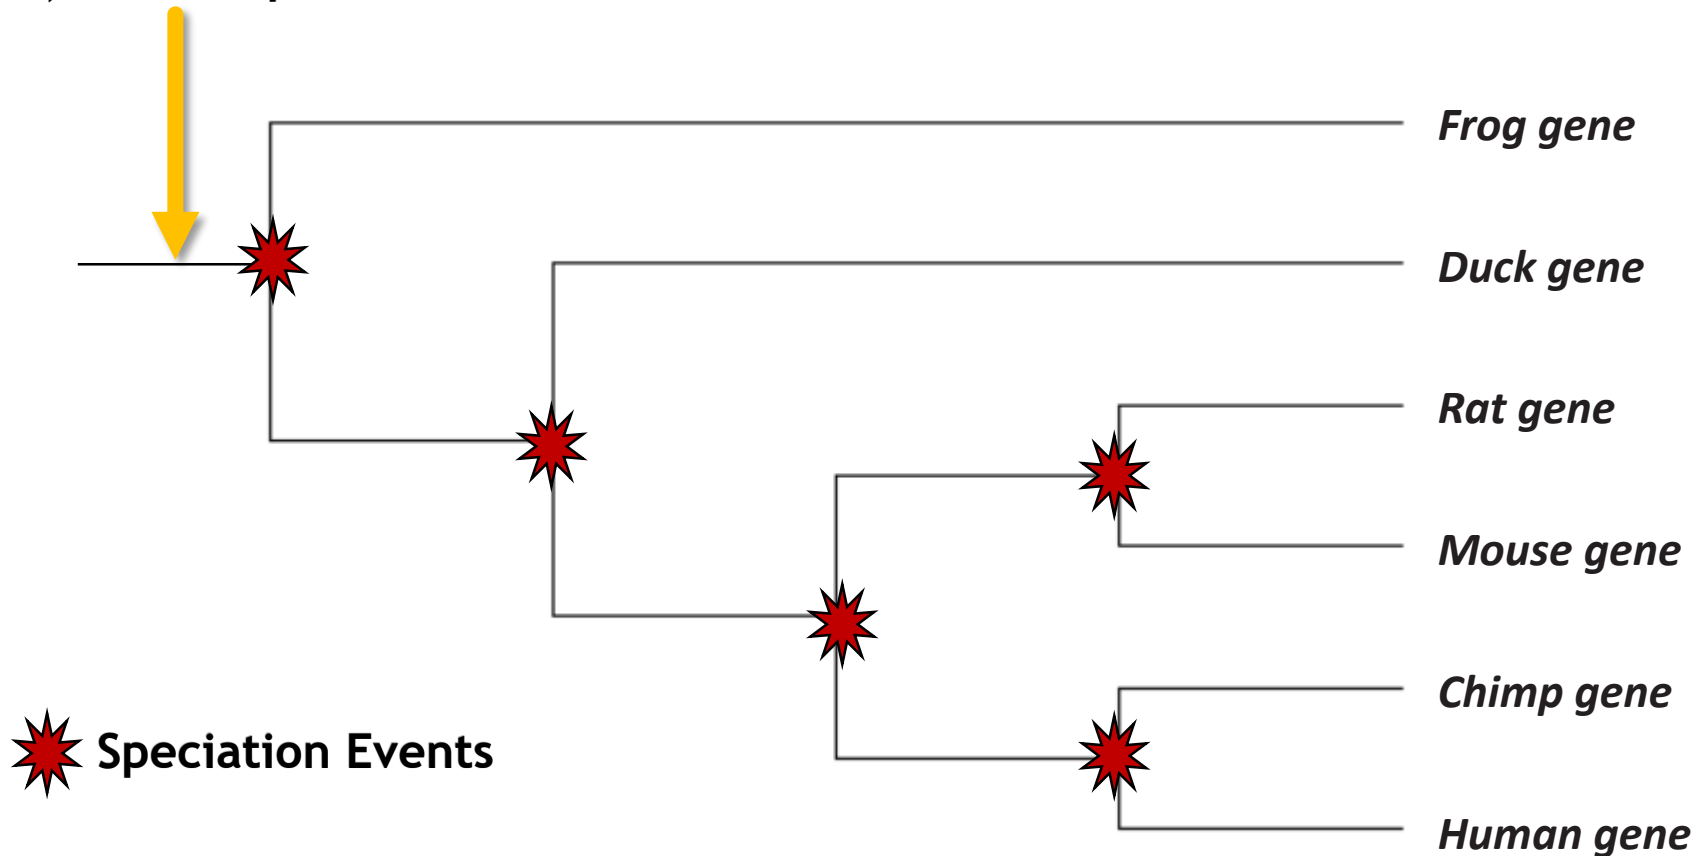 Frog gene
Duck gene
Rat gene
Mouse gene
Chimp gene
Speciation Events
Human gene